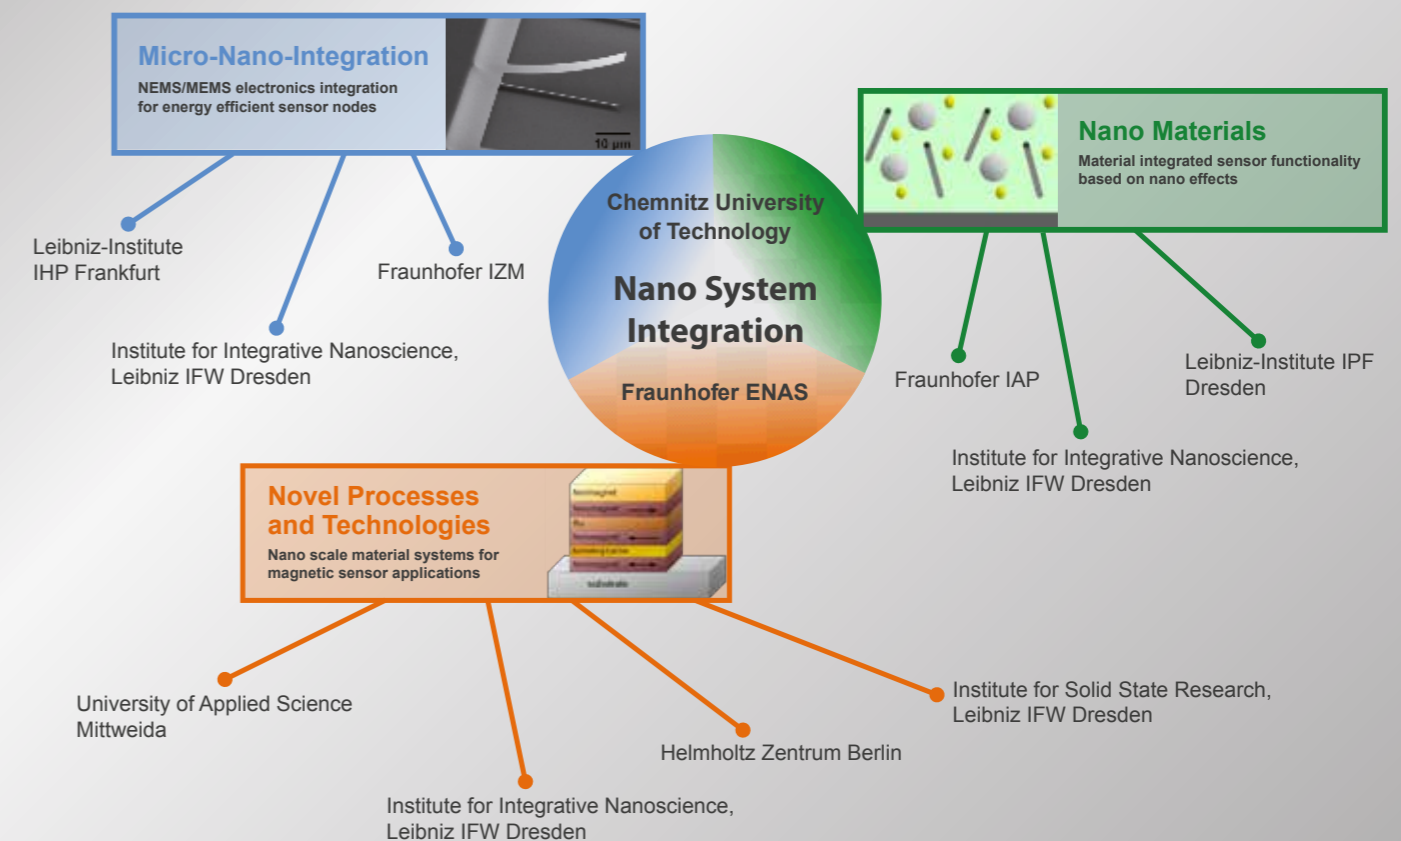 Micro-Nano-Integration
NEMS/MEMS electronics integration
for energy efficient sensor nodes
10 µm
Leibniz-Institute
IHP Frankfurt
Fraunhofer IZM
Institute for Integrative Nanoscience,
Leibniz IFW Dresden
Chemnitz University
of Technology
Nano System
Integration
Fraunhofer ENAS
Nano Materials
Material integrated sensor functionality
based on nano effects
Fraunhofer IAP
Leibniz-Institute IPF
Dresden
Institute for Integrative Nanoscience,
Leibniz IFW Dresden
Novel Processes
and Technologies
Nano scale material systems for
magnetic sensor applications
substrate
University of Applied Science
Mittweida
Institute for Integrative Nanoscience,
Leibniz IFW Dresden
Helmholtz Zentrum Berlin
Institute for Solid State Research,
Leibniz IFW Dresden